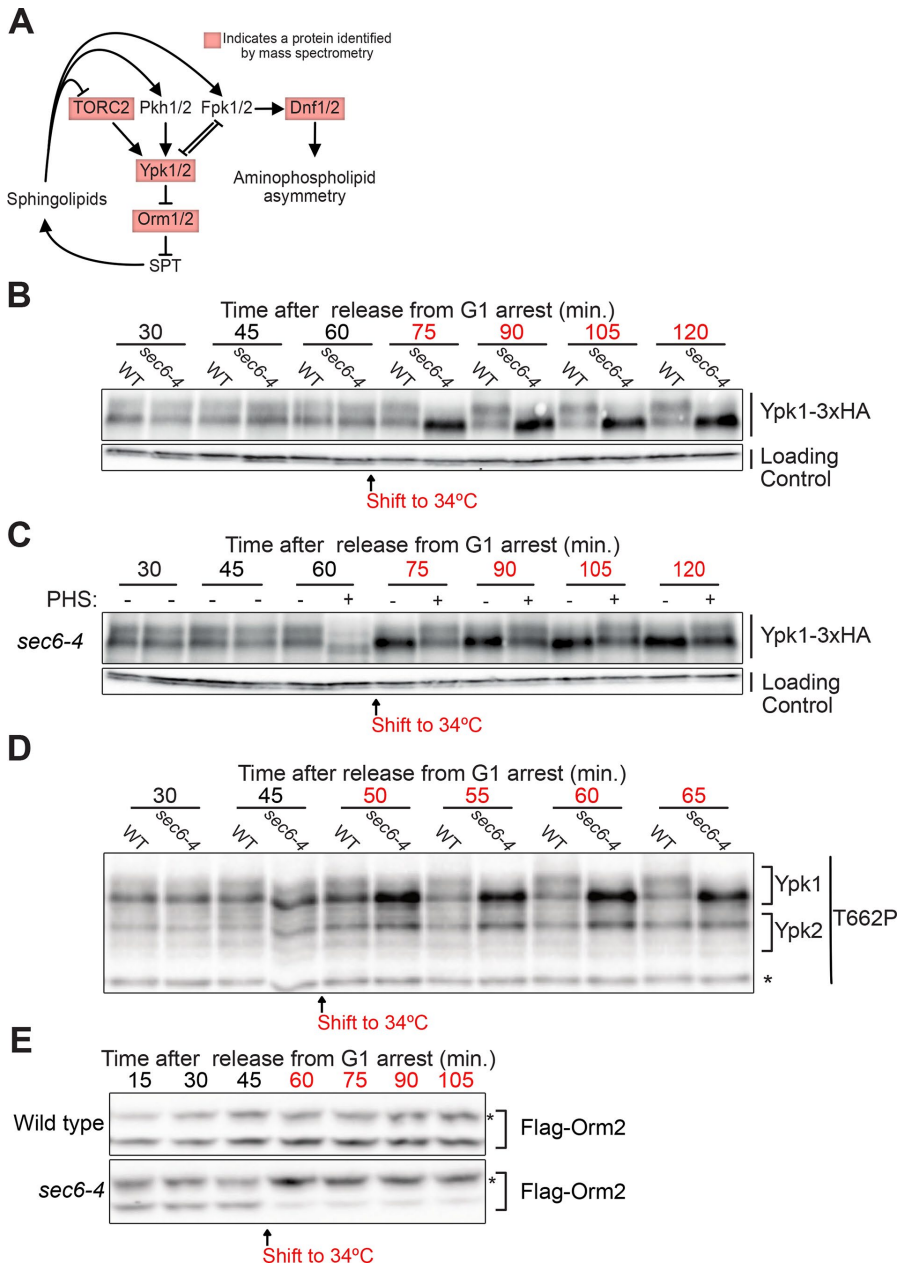 A
Indicates a protein identified
by mass spectrometry
TORC2 Pkh1/2 Fpk1/2 Dnf1/2
Ypk1/2
Aminophospholipid
asymmetry
Sphingolipids
Orm1/2
SPT
B
Time after release from G1 arrest (min.)
30 45 60 75 90 105 120
WT sec6-4 WT sec6-4 WT sec6-4 WT sec6-4 WT sec6-4 WT sec6-4 WT sec6-4
Ypk1-3xHA
Loading
Control
Shift to 34ºC
C
Time after release from G1 arrest (min.)
30 45 60 75 90 105 120
PHS: - - - - - + - + - + - + - +
sec6-4
Ypk1-3xHA
Loading
Control
Shift to 34ºC
D
Time after release from G1 arrest (min.)
30 45 50 55 60 65
WT sec6-4 WT sec6-4 WT sec6-4 WT sec6-4 WT sec6-4 WT sec6-4
Ypk1
T662P
Ypk2
*
Shift to 34ºC
E
Time after release from G1 arrest (min.)
15 30 45 60 75 90 105
Wild type * Flag-Orm2
sec6-4 * Flag-Orm2
Shift to 34ºC